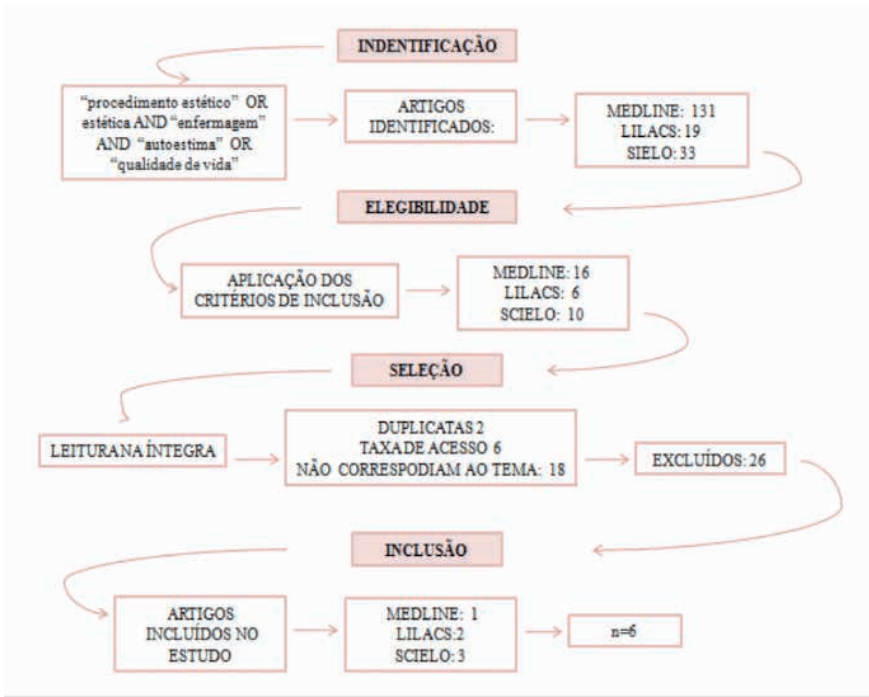 INDENTIFICAÇÃO
“procedimento estético” OR
estética AND “enfermagem”
AND “autoestima” OR
“qualidade de vida”
ARTIGOS
IDENTIFICADOS:
MEDLINE: 131
LILACS: 19
SIELO: 33
ELEGIBILIDADE
APLICAÇÃO DOS
CRITÉRIOS DE INCLUSÃO
MEDLINE: 16
LILACS: 6
SCIELO: 10
SELEÇÃO
LEITURA NA ÍNTEGRA
DUPLICATAS 2
TAXA DE ACESSO 6
NÃO CORRESPODIAM AO TEMA: 18
EXCLUÍDOS: 26
INCLUSÃO
ARTIGOS
INCLUÍDOS NO
ESTUDO
MEDLINE: 1
LILACS:2
SCIELO: 3
n=6